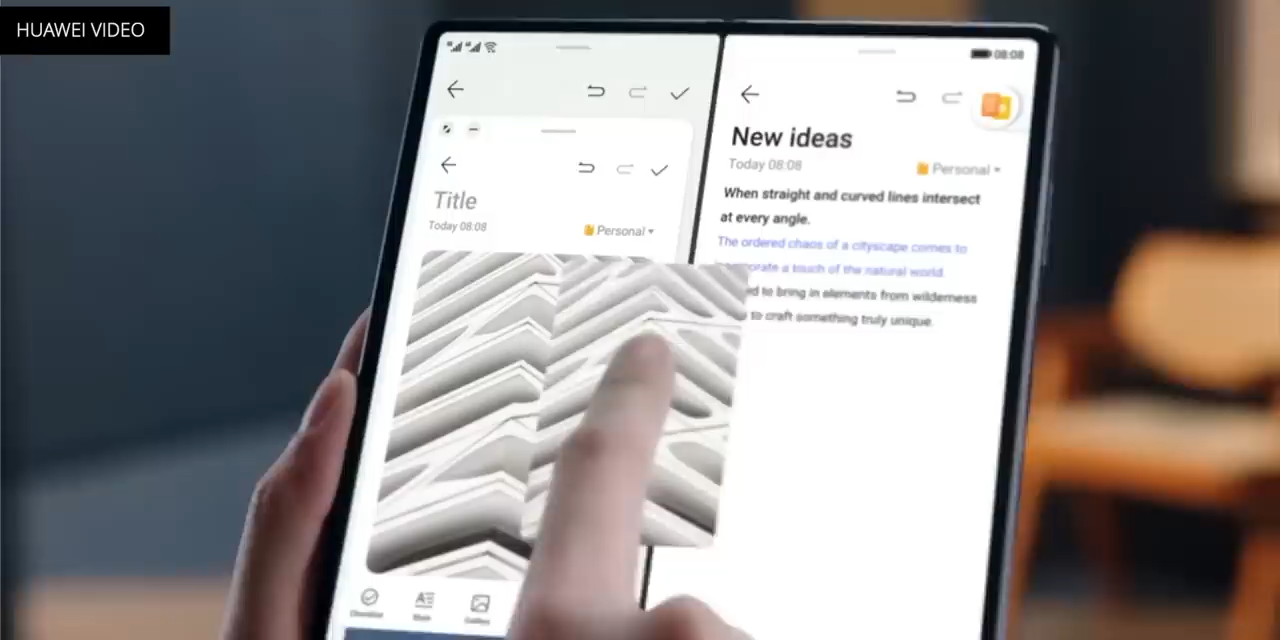 HUAWEI VIDEO
08:08
Title
Today 08:08
Personal
New ideas
Today 08:08
Personal
When straight and curved lines intersect
at every angle.
The ordered chaos of a cityscape comes to
a touch of the natural world.
to bring in elements from wilderness
to craft something truly unique.
Gallery